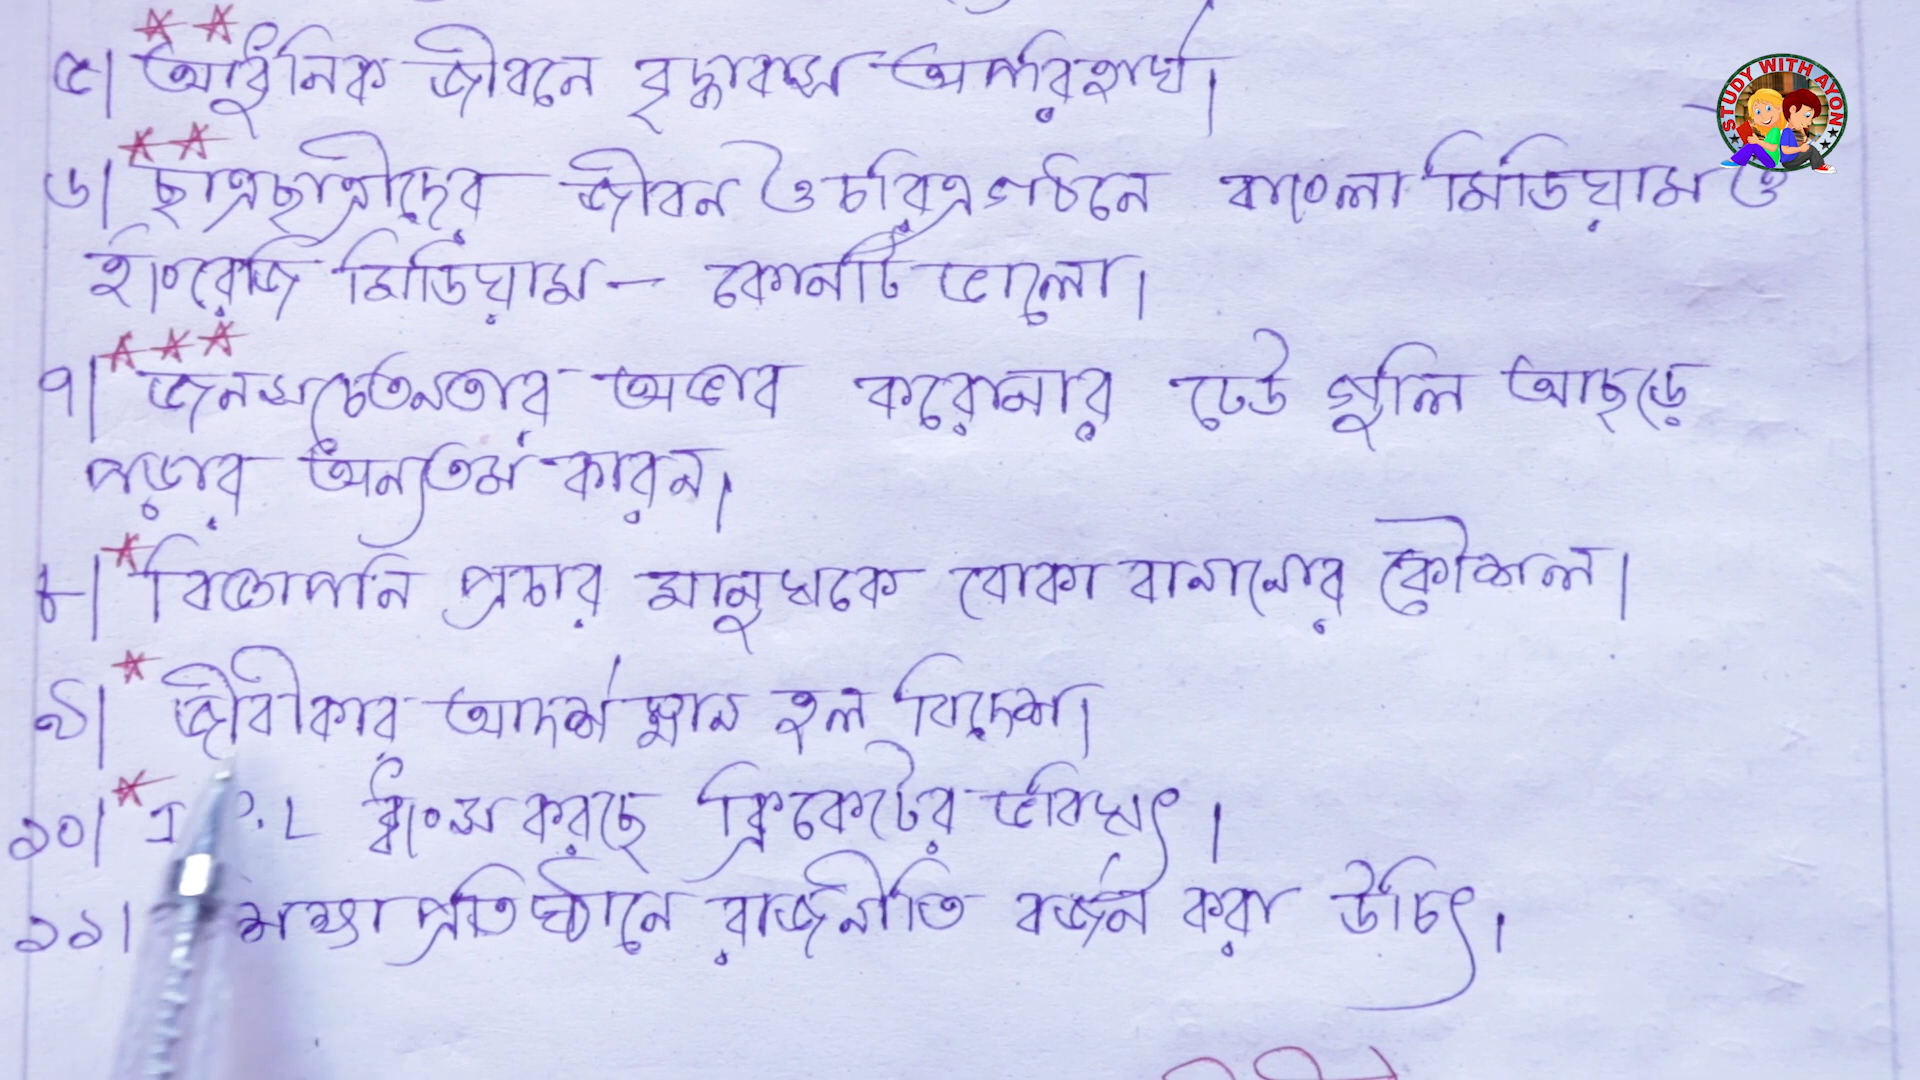 ৫| আধুনিক জীবনে বৃদ্ধাবাস অপরিহার্য।
৬| ছাত্রছাত্রীদের জীবন ও চরিত্রগঠনে বাংলা মিডিয়াম ও
ইংরেজি মিডিয়াম – কোনটি ভালো।
৭| জনসচেতনতার অভাব করোনার ঢেউ গুলি আছড়ে
পড়ার অন্যতম কারন।
৮| বিজ্ঞাপনি প্রচার মানুষকে বোকা বানানোর কৌশল।
৯| জীবীকার আদর্শ স্থান হল বিদেশ।
১০| L ধ্বংস করছে ক্রিকেটের ভবিষ্যৎ।
১১| প্রতিষ্ঠানে রাজনীতি বর্জন করা উচিৎ।
STUDY WITH AYON